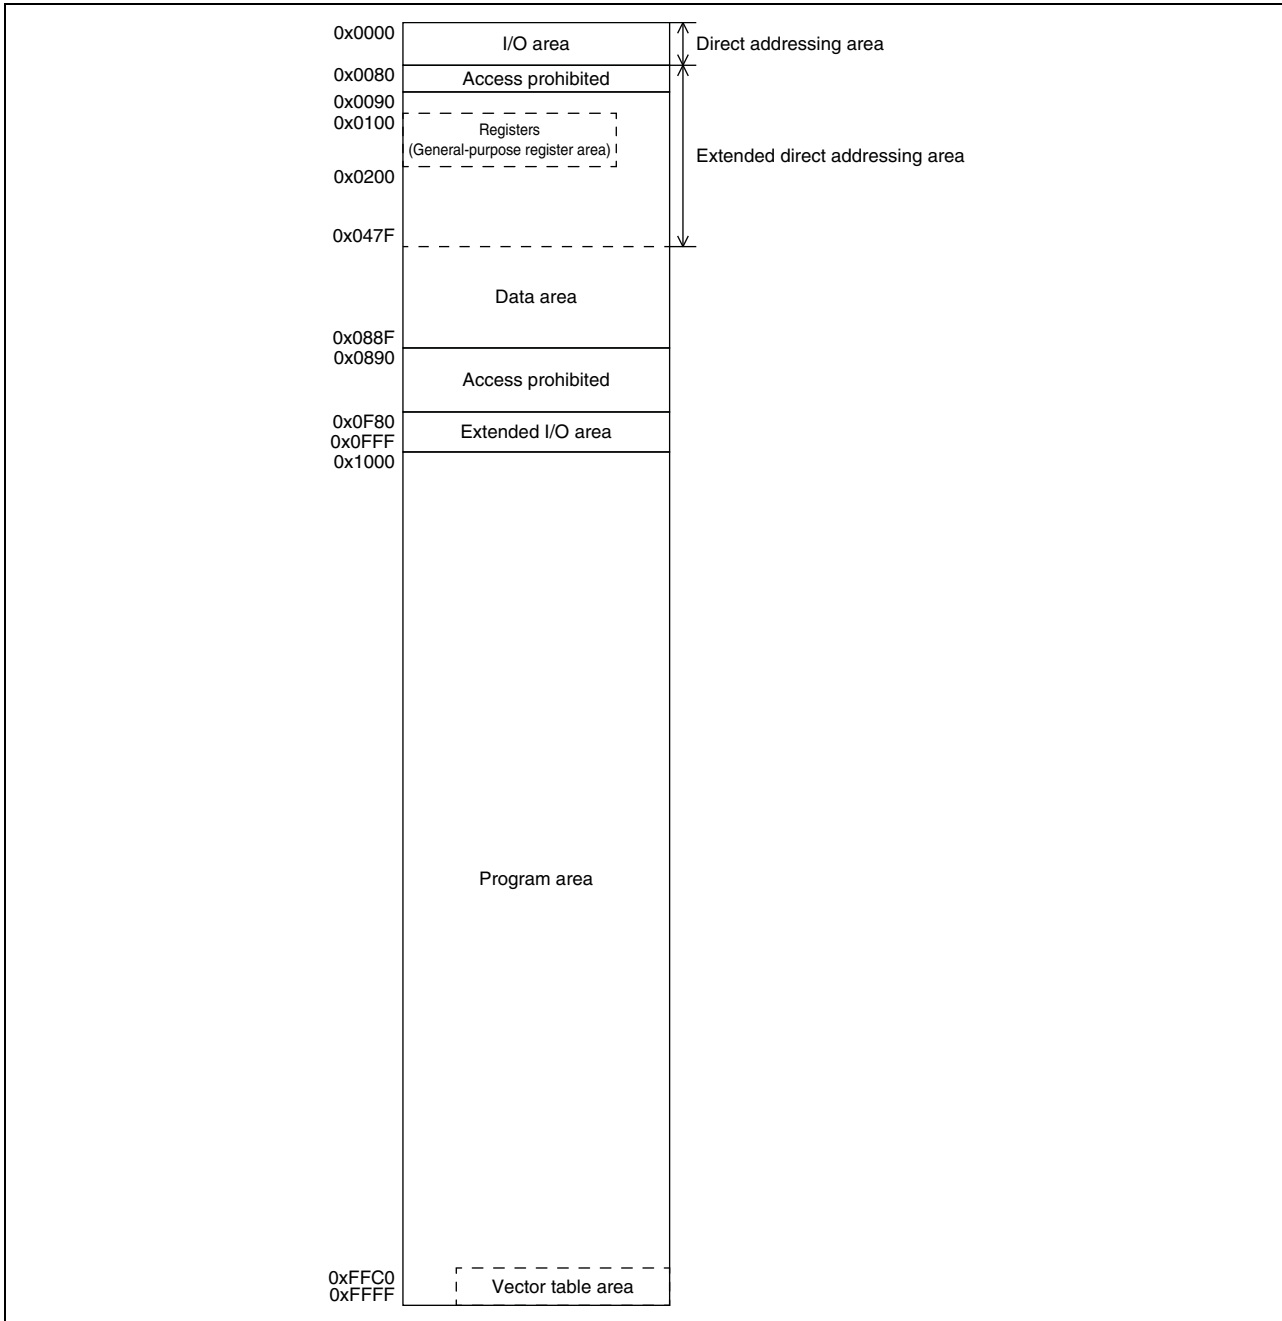 0x0000
I/O area
Direct addressing area
0x0080
Access prohibited
0x0090
0x0100
Registers
(General-purpose register area)
Extended direct addressing area
0x0200
0x047F
Data area
0x088F
0x0890
Access prohibited
0x0F80
Extended I/O area
0x0FFF
0x1000
Program area
0xFFC0
Vector table area
0xFFFF